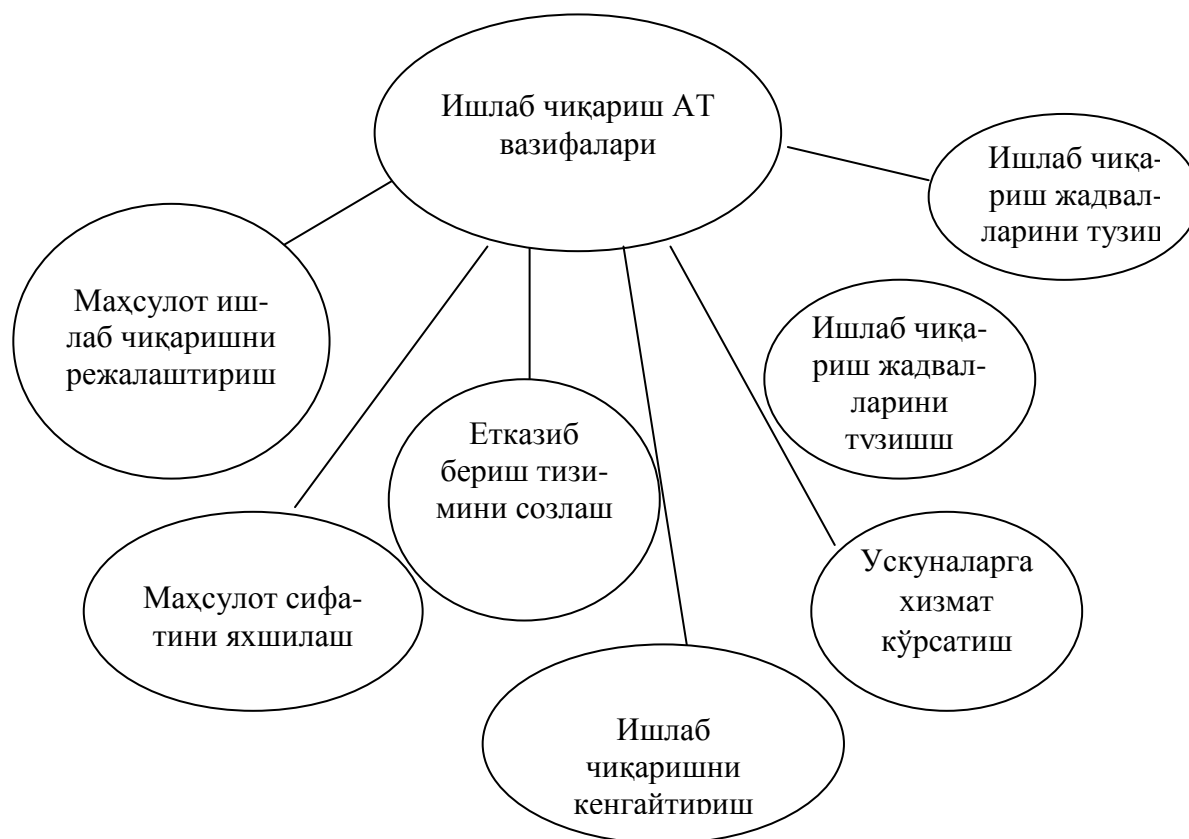 Ишлаб чиқариш АТ
вазифалари
Ишлаб чиқа-
риш жадвал-
ларини тузиш
Маҳсулот иш-
лаб чиқаришни
режалаштириш
Ишлаб чиқа-
риш жадвал-
ларини
тузишш
Етказиб
бериш тизи-
мини созлаш
Маҳсулот сифа-
тини яхшилаш
Ускуналарга
хизмат
кўрсатиш
Ишлаб
чиқаришни
кенгайтириш